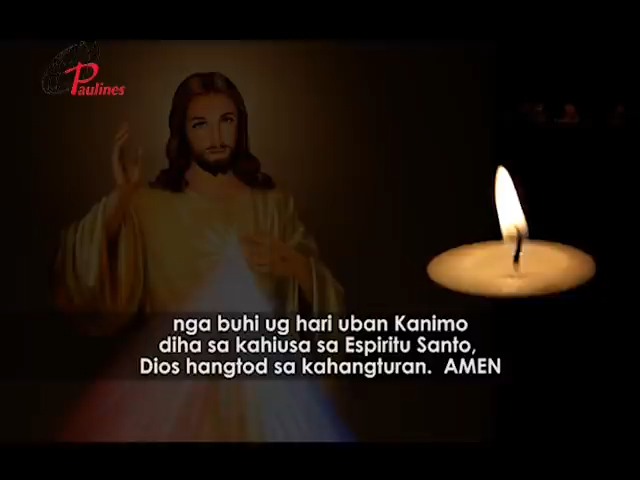 Paulines
nga buhi ug hari uban Kanimo
diha sa kahiusa sa Espiritu Santo,
Dios hangtod sa kahangturan.  AMEN